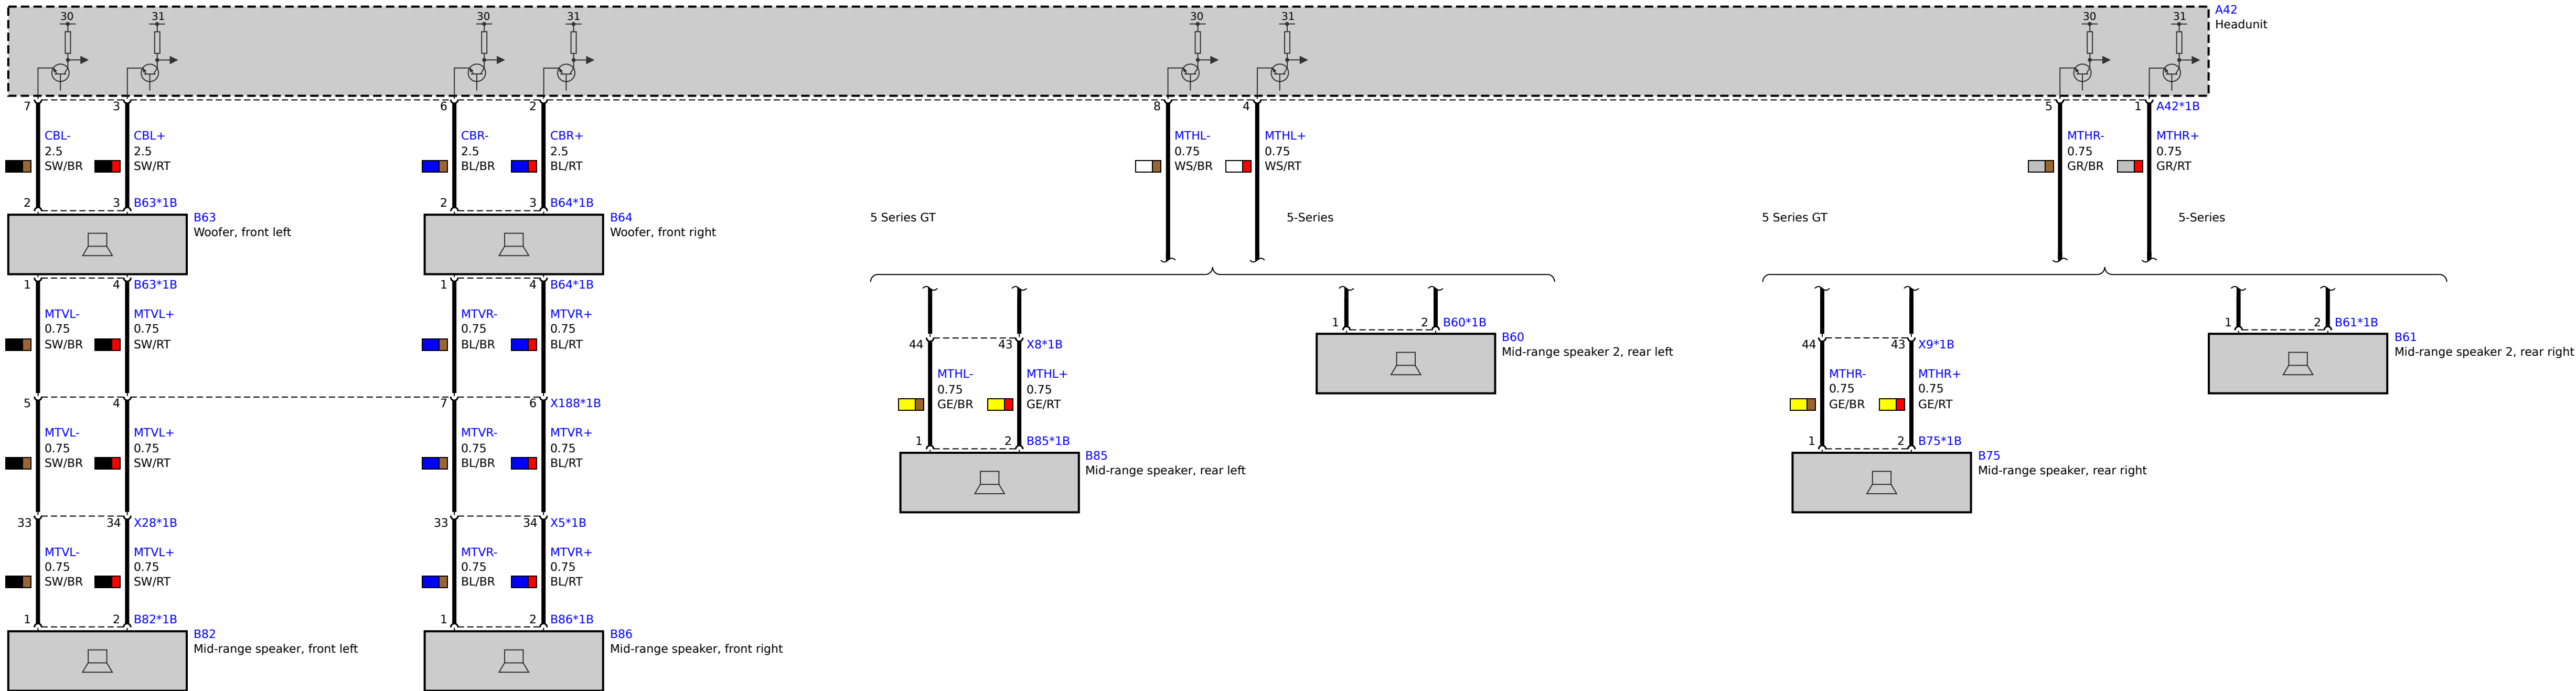 30 31 30 31 30 31 30 31 A42
Headunit
7 3 6 2 8 4 5 1 A42*1B
CBL- CBL+ CBR- CBR+ MTHL- MTHL+ MTHR- MTHR+
2.5 2.5 2.5 2.5 0.75 0.75 0.75 0.75
SW/BR SW/RT BL/BR BL/RT WS/BR WS/RT GR/BR GR/RT
2 3 B63*1B 2 3 B64*1B
B63 B64 5 Series GT 5-Series 5 Series GT 5-Series
Woofer, front left Woofer, front right
1 4 B63*1B 1 4 B64*1B
MTVL- MTVL+ MTVR- MTVR+
0.75 0.75 0.75 0.75
SW/BR SW/RT BL/BR BL/RT
1 2 B60*1B 1 2 B61*1B
B60 B61
44 43 X8*1B 44 43 X9*1B
Mid-range speaker 2, rear left Mid-range speaker 2, rear right
MTHL- MTHL+ MTHR- MTHR+
0.75 0.75 0.75 0.75
GE/BR GE/RT GE/BR GE/RT
5 4 7 6 X188*1B
MTVL- MTVL+ MTVR- MTVR+
0.75 0.75 0.75 0.75
SW/BR SW/RT BL/BR BL/RT
1 2 B85*1B 1 2 B75*1B
B85 B75
Mid-range speaker, rear left Mid-range speaker, rear right
33 34 X28*1B 33 34 X5*1B
MTVL- MTVL+ MTVR- MTVR+
0.75 0.75 0.75 0.75
SW/BR SW/RT BL/BR BL/RT
1 2 B82*1B 1 2 B86*1B
B82 B86
Mid-range speaker, front left Mid-range speaker, front right